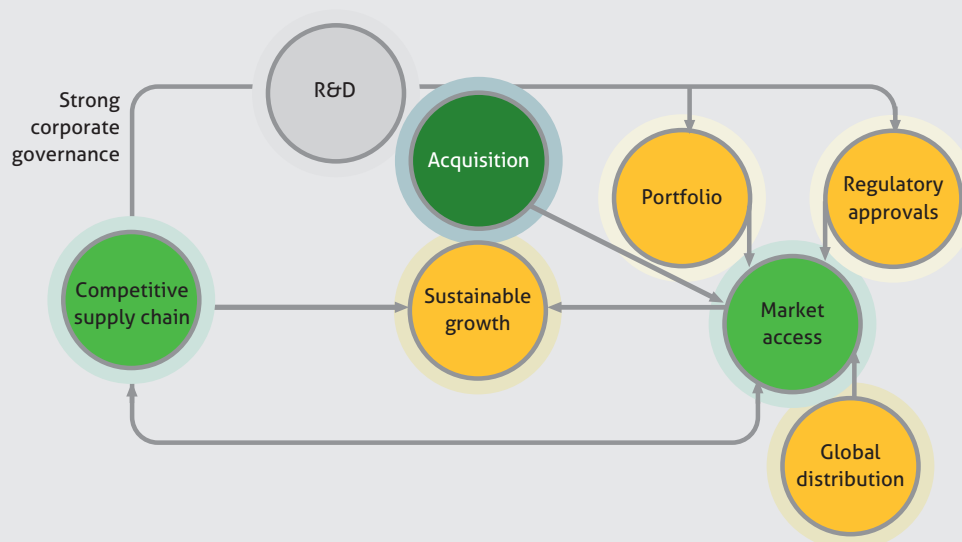 R&D
Strong
corporate
governance
Acquisition
Portfolio
Regulatory
approvals
Competitive
supply chain
Sustainable
growth
Market
access
Global
distribution